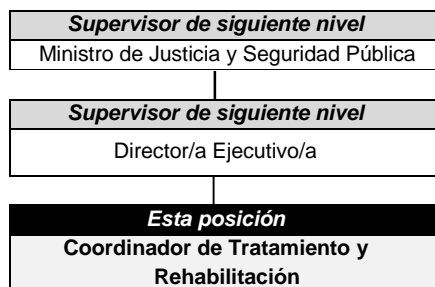 Supervisor de siguiente nivel
Ministro de Justicia y Seguridad Pública
Supervisor de siguiente nivel
Director/a Ejecutivo/a
Esta posición
Coordinador de Tratamiento y
Rehabilitación